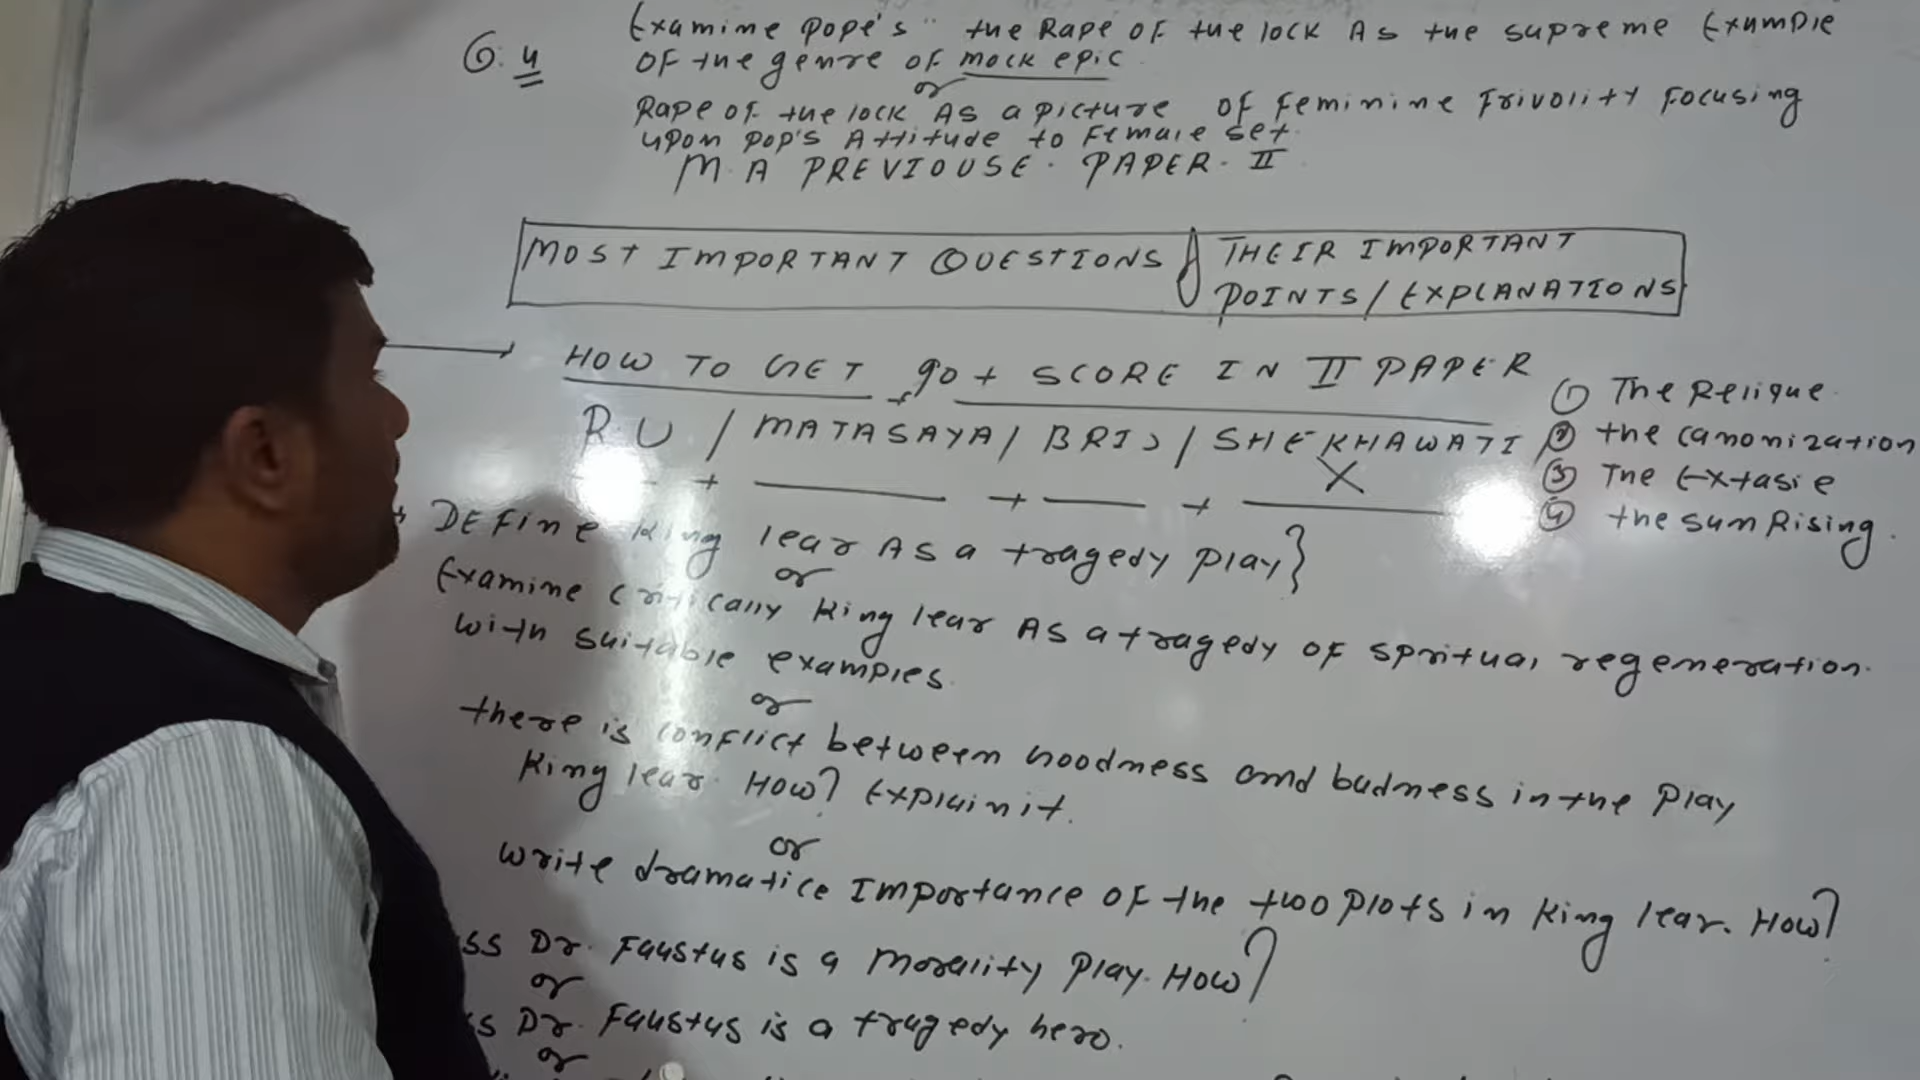 Q. 4
Examine pope's " the Rape of the lock As the supreme Example
of the genre of mock epic
or
Rape of the lock As a picture of feminine Frivolity Focusing
upon pop's Attitude to Female set.
M. A PREVIOUSE. PAPER. II
MOST IMPORTANT QUESTIONS & THEIR IMPORTANT
POINTS / EXPLANATIONS
HOW TO GET 90+ SCORE IN II PAPER
R.U / MATASAYA / BRIJ / SHEKHAWATI
① The Relique.
② the canonization
③ The Extasie
④ the sun Rising.
DEFine King lear As a tragedy play}
or
Examine critically King lear As a tragedy of spritual regeneration.
with suitable examples.
or
there is conflict between Goodness and badness in the play
King lear. How? Explain it.
or
write dramatice Importance of the two plots in King lear. How?
ss Dr. Faustus is a morality play. How?
or
ss Dr. Faustus is a tragedy hero.
or